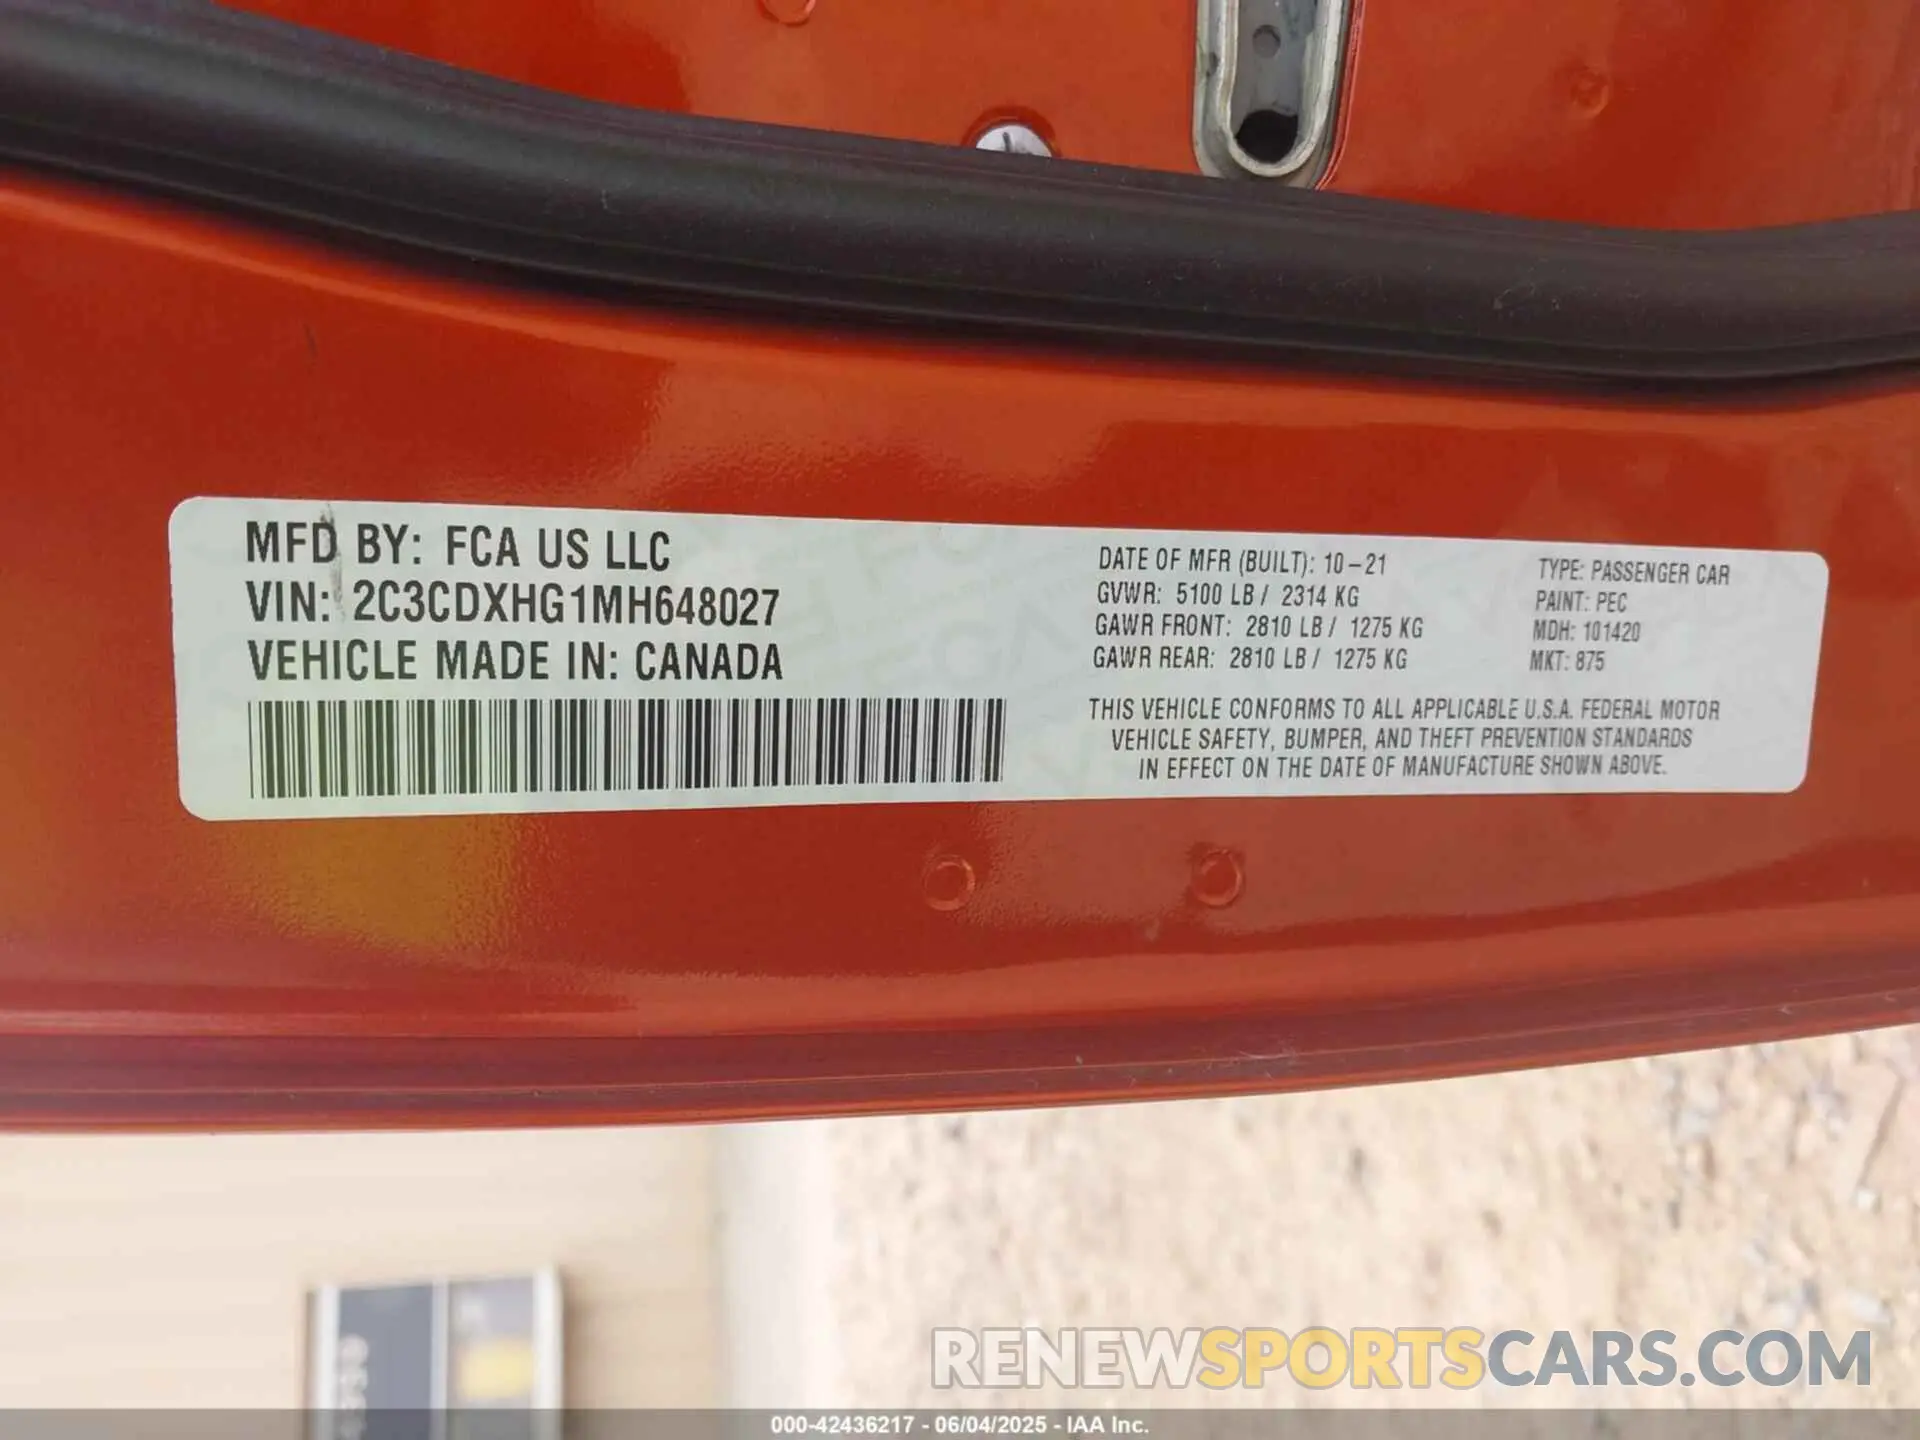 MFD BY: FCA US LLC
VIN: 2C3CDXHG1MH648027
VEHICLE MADE IN: CANADA
DATE OF MFR (BUILT): 10-21
GVWR: 5100 LB / 2314 KG
GAWR FRONT: 2810 LB / 1275 KG
GAWR REAR: 2810 LB / 1275 KG
TYPE: PASSENGER CAR
PAINT: PEC
MDH: 101420
MKT: 875
THIS VEHICLE CONFORMS TO ALL APPLICABLE U.S.A. FEDERAL MOTOR
VEHICLE SAFETY, BUMPER, AND THEFT PREVENTION STANDARDS
IN EFFECT ON THE DATE OF MANUFACTURE SHOWN ABOVE.
RENEWSPORTSCARS.COM
000-42436217 - 06/04/2025 - IAA Inc.